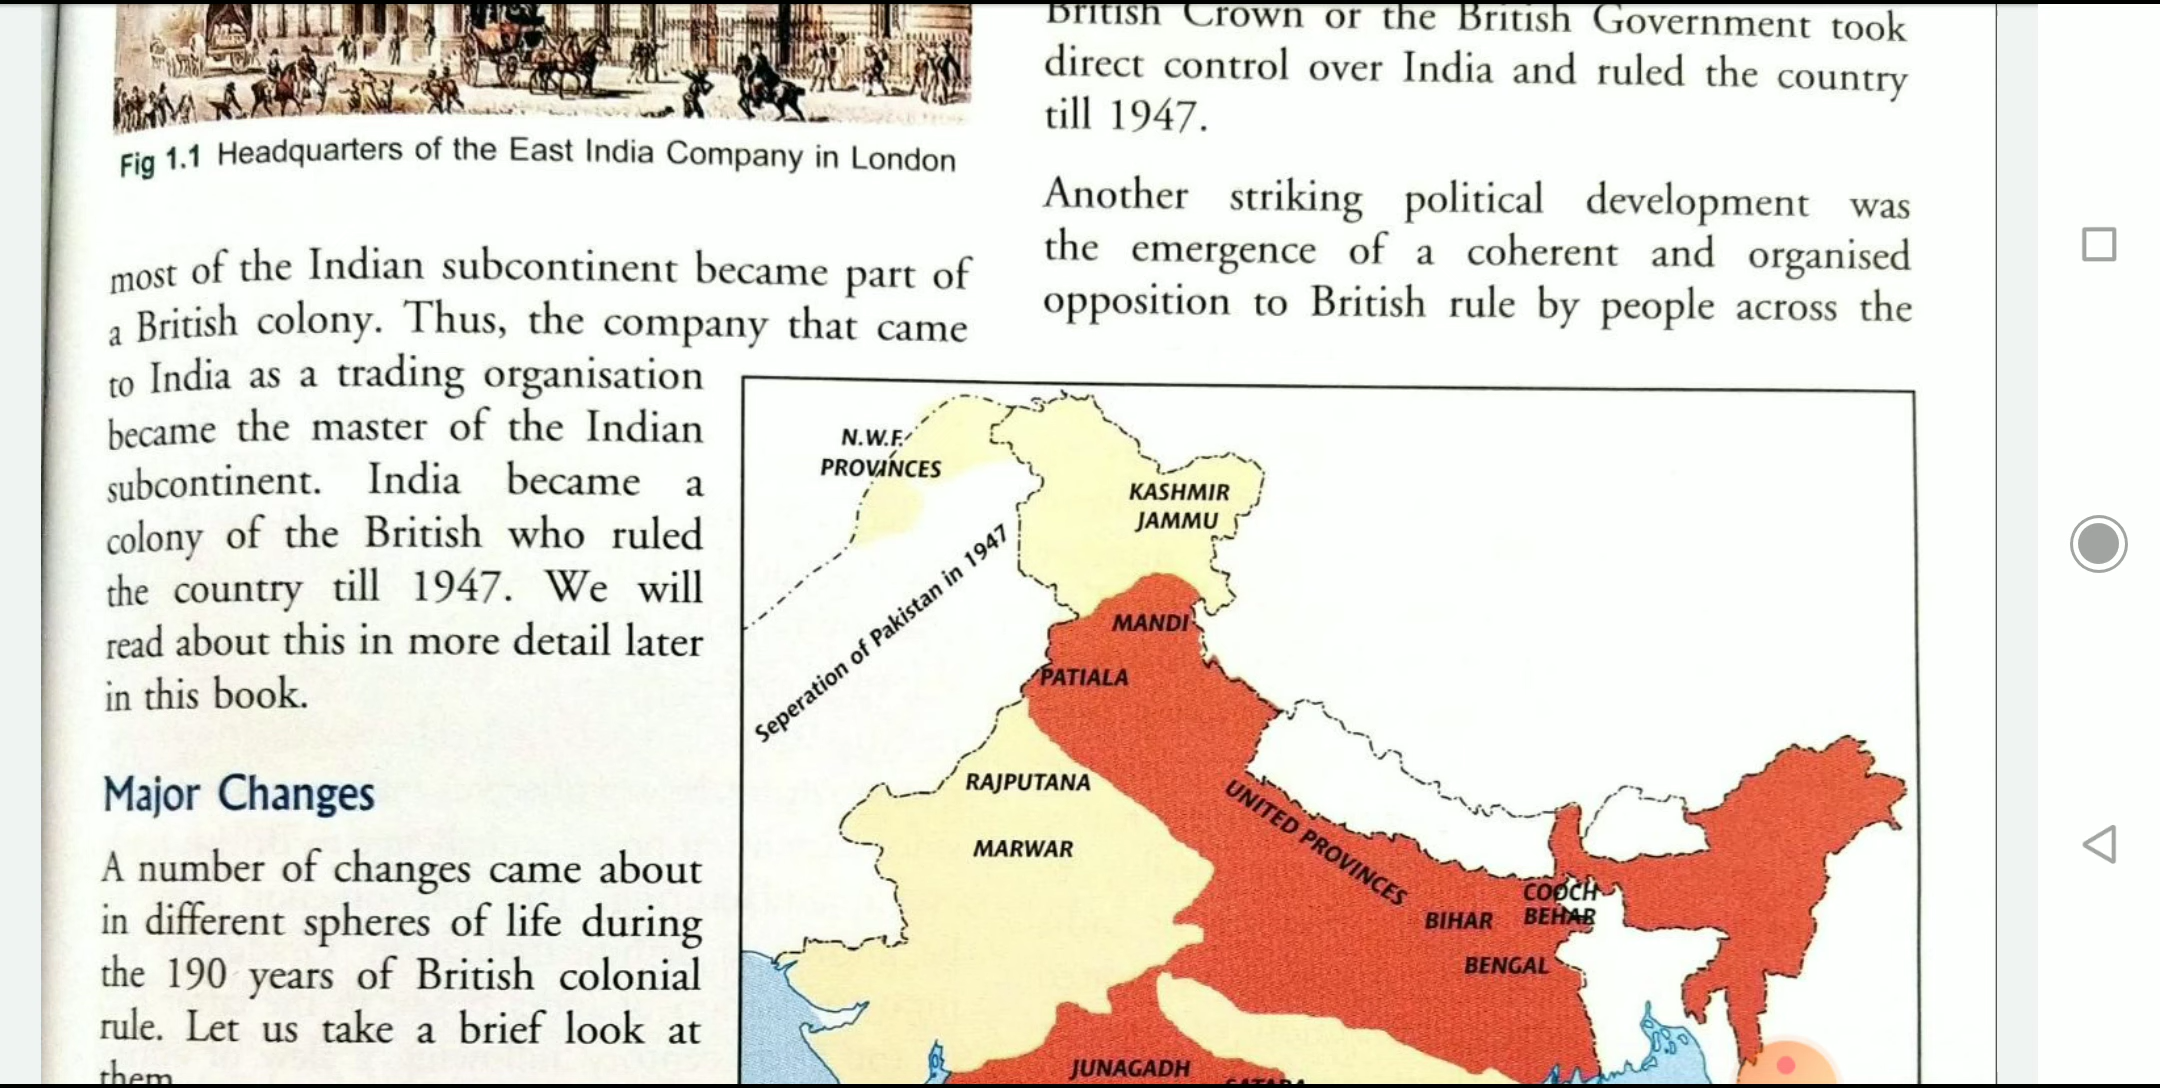 Fig 1.1 Headquarters of the East India Company in London
most of the Indian subcontinent became part of
a British colony. Thus, the company that came
to India as a trading organisation
became the master of the Indian
subcontinent. India became a
colony of the British who ruled
the country till 1947. We will
read about this in more detail later
in this book.
Major Changes
A number of changes came about
in different spheres of life during
the 190 years of British colonial
rule. Let us take a brief look at
them
British Crown or the British Government took
direct control over India and ruled the country
till 1947.
Another striking political development was
the emergence of a coherent and organised
opposition to British rule by people across the
N.W.F.
PROVINCES
KASHMIR
JAMMU
Seperation of Pakistan in 1947
MANDI
PATIALA
RAJPUTANA
MARWAR
UNITED PROVINCES
COOCH
BEHAR
BIHAR
BENGAL
JUNAGADH
SATARA